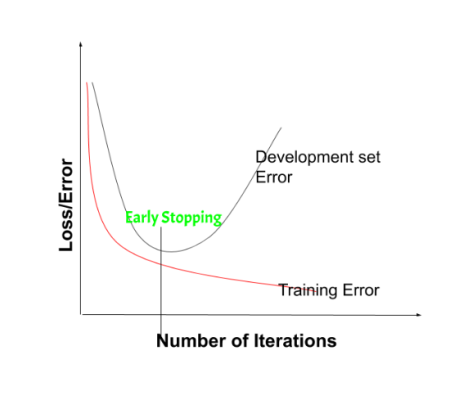 Development set
Error
Early Stopping
Loss/Error
Training Error
Number of Iterations